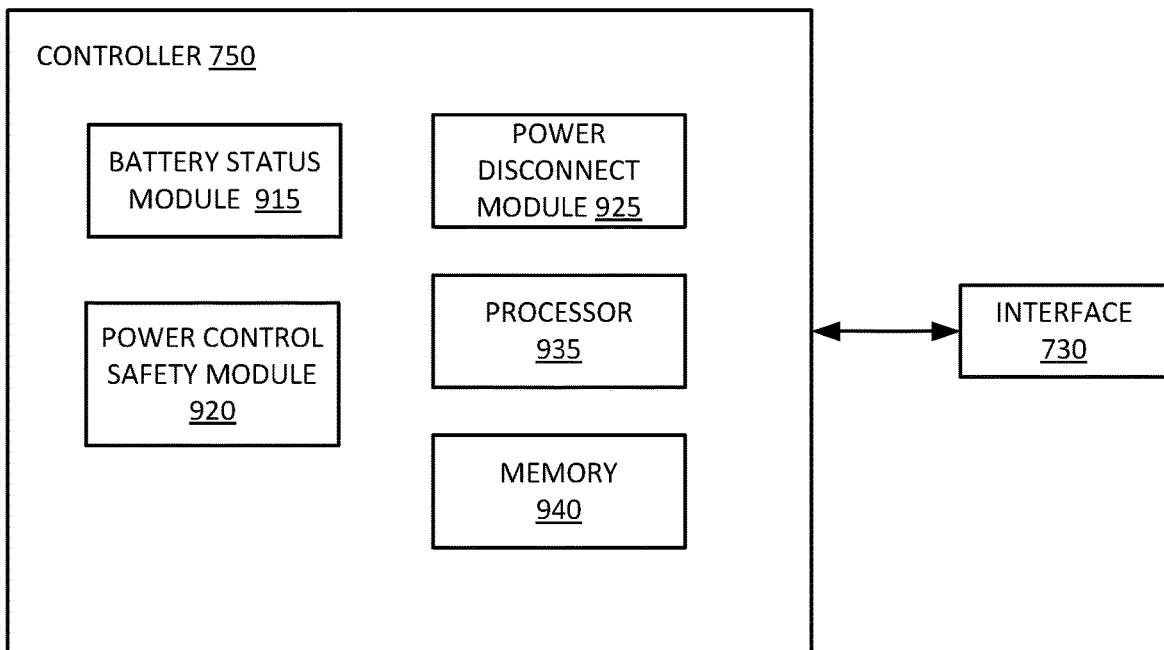 CONTROLLER 750
BATTERY STATUS
MODULE 915
POWER CONTROL
SAFETY MODULE
920
POWER
DISCONNECT
MODULE 925
PROCESSOR
935
MEMORY
940
INTERFACE
730